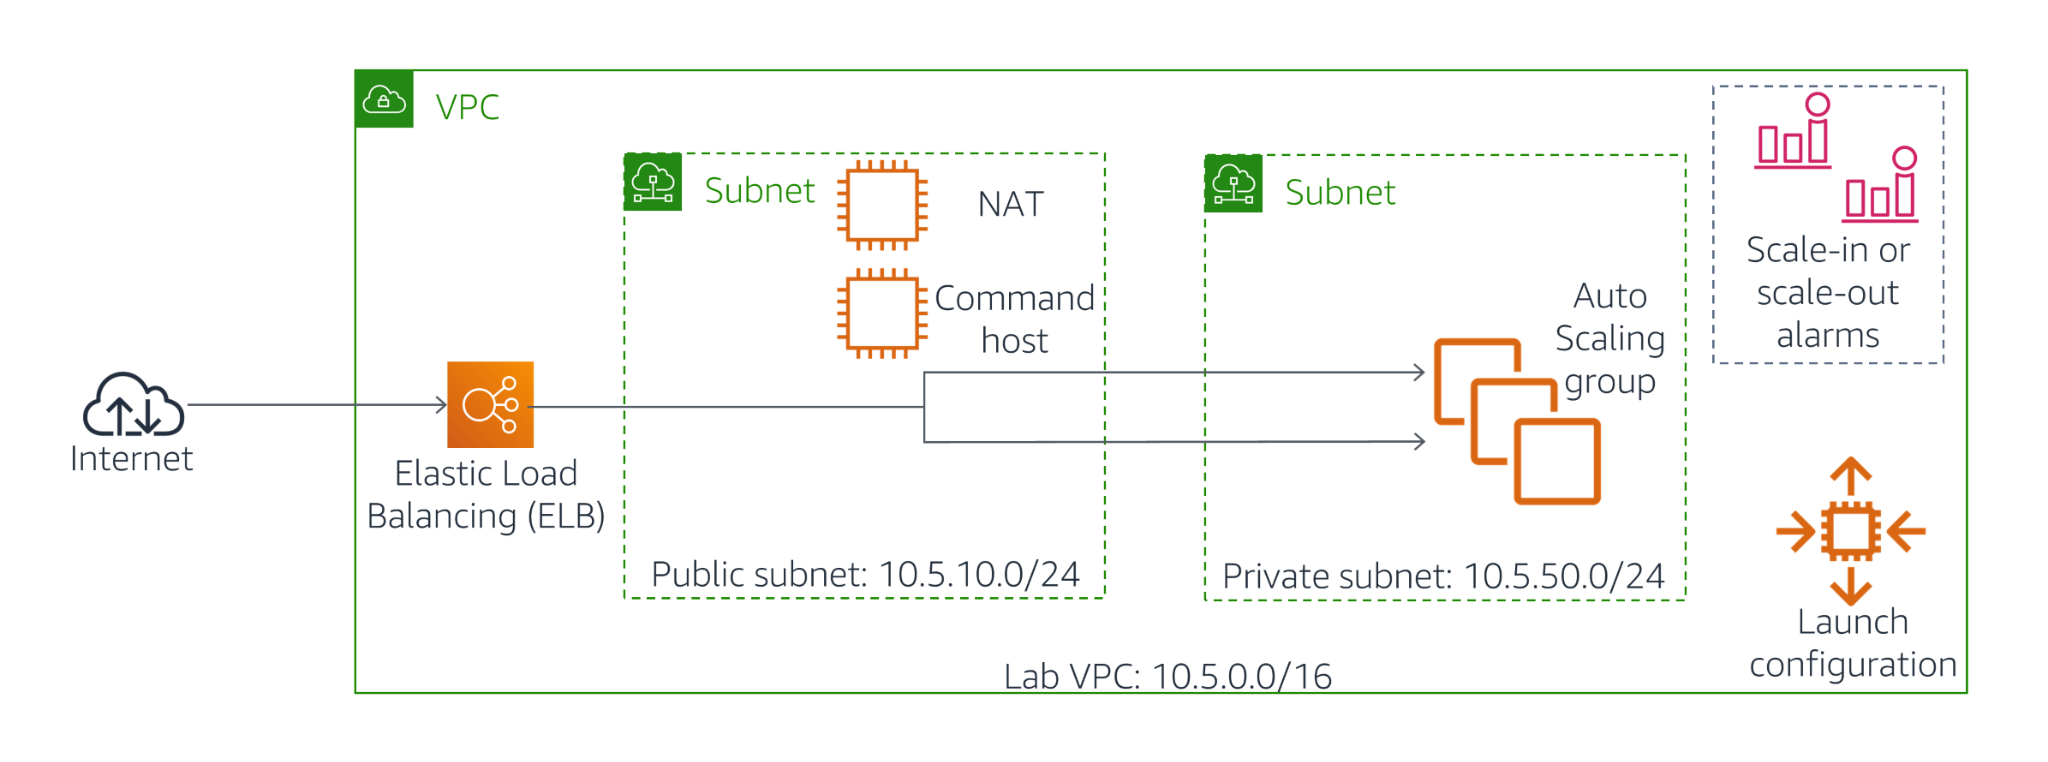 VPC
Subnet
NAT
Command
host
Public subnet: 10.5.10.0/24
Subnet
Auto
Scaling
group
Private subnet: 10.5.50.0/24
Scale-in or
scale-out
alarms
Internet
Elastic Load
Balancing (ELB)
Launch
configuration
Lab VPC: 10.5.0.0/16